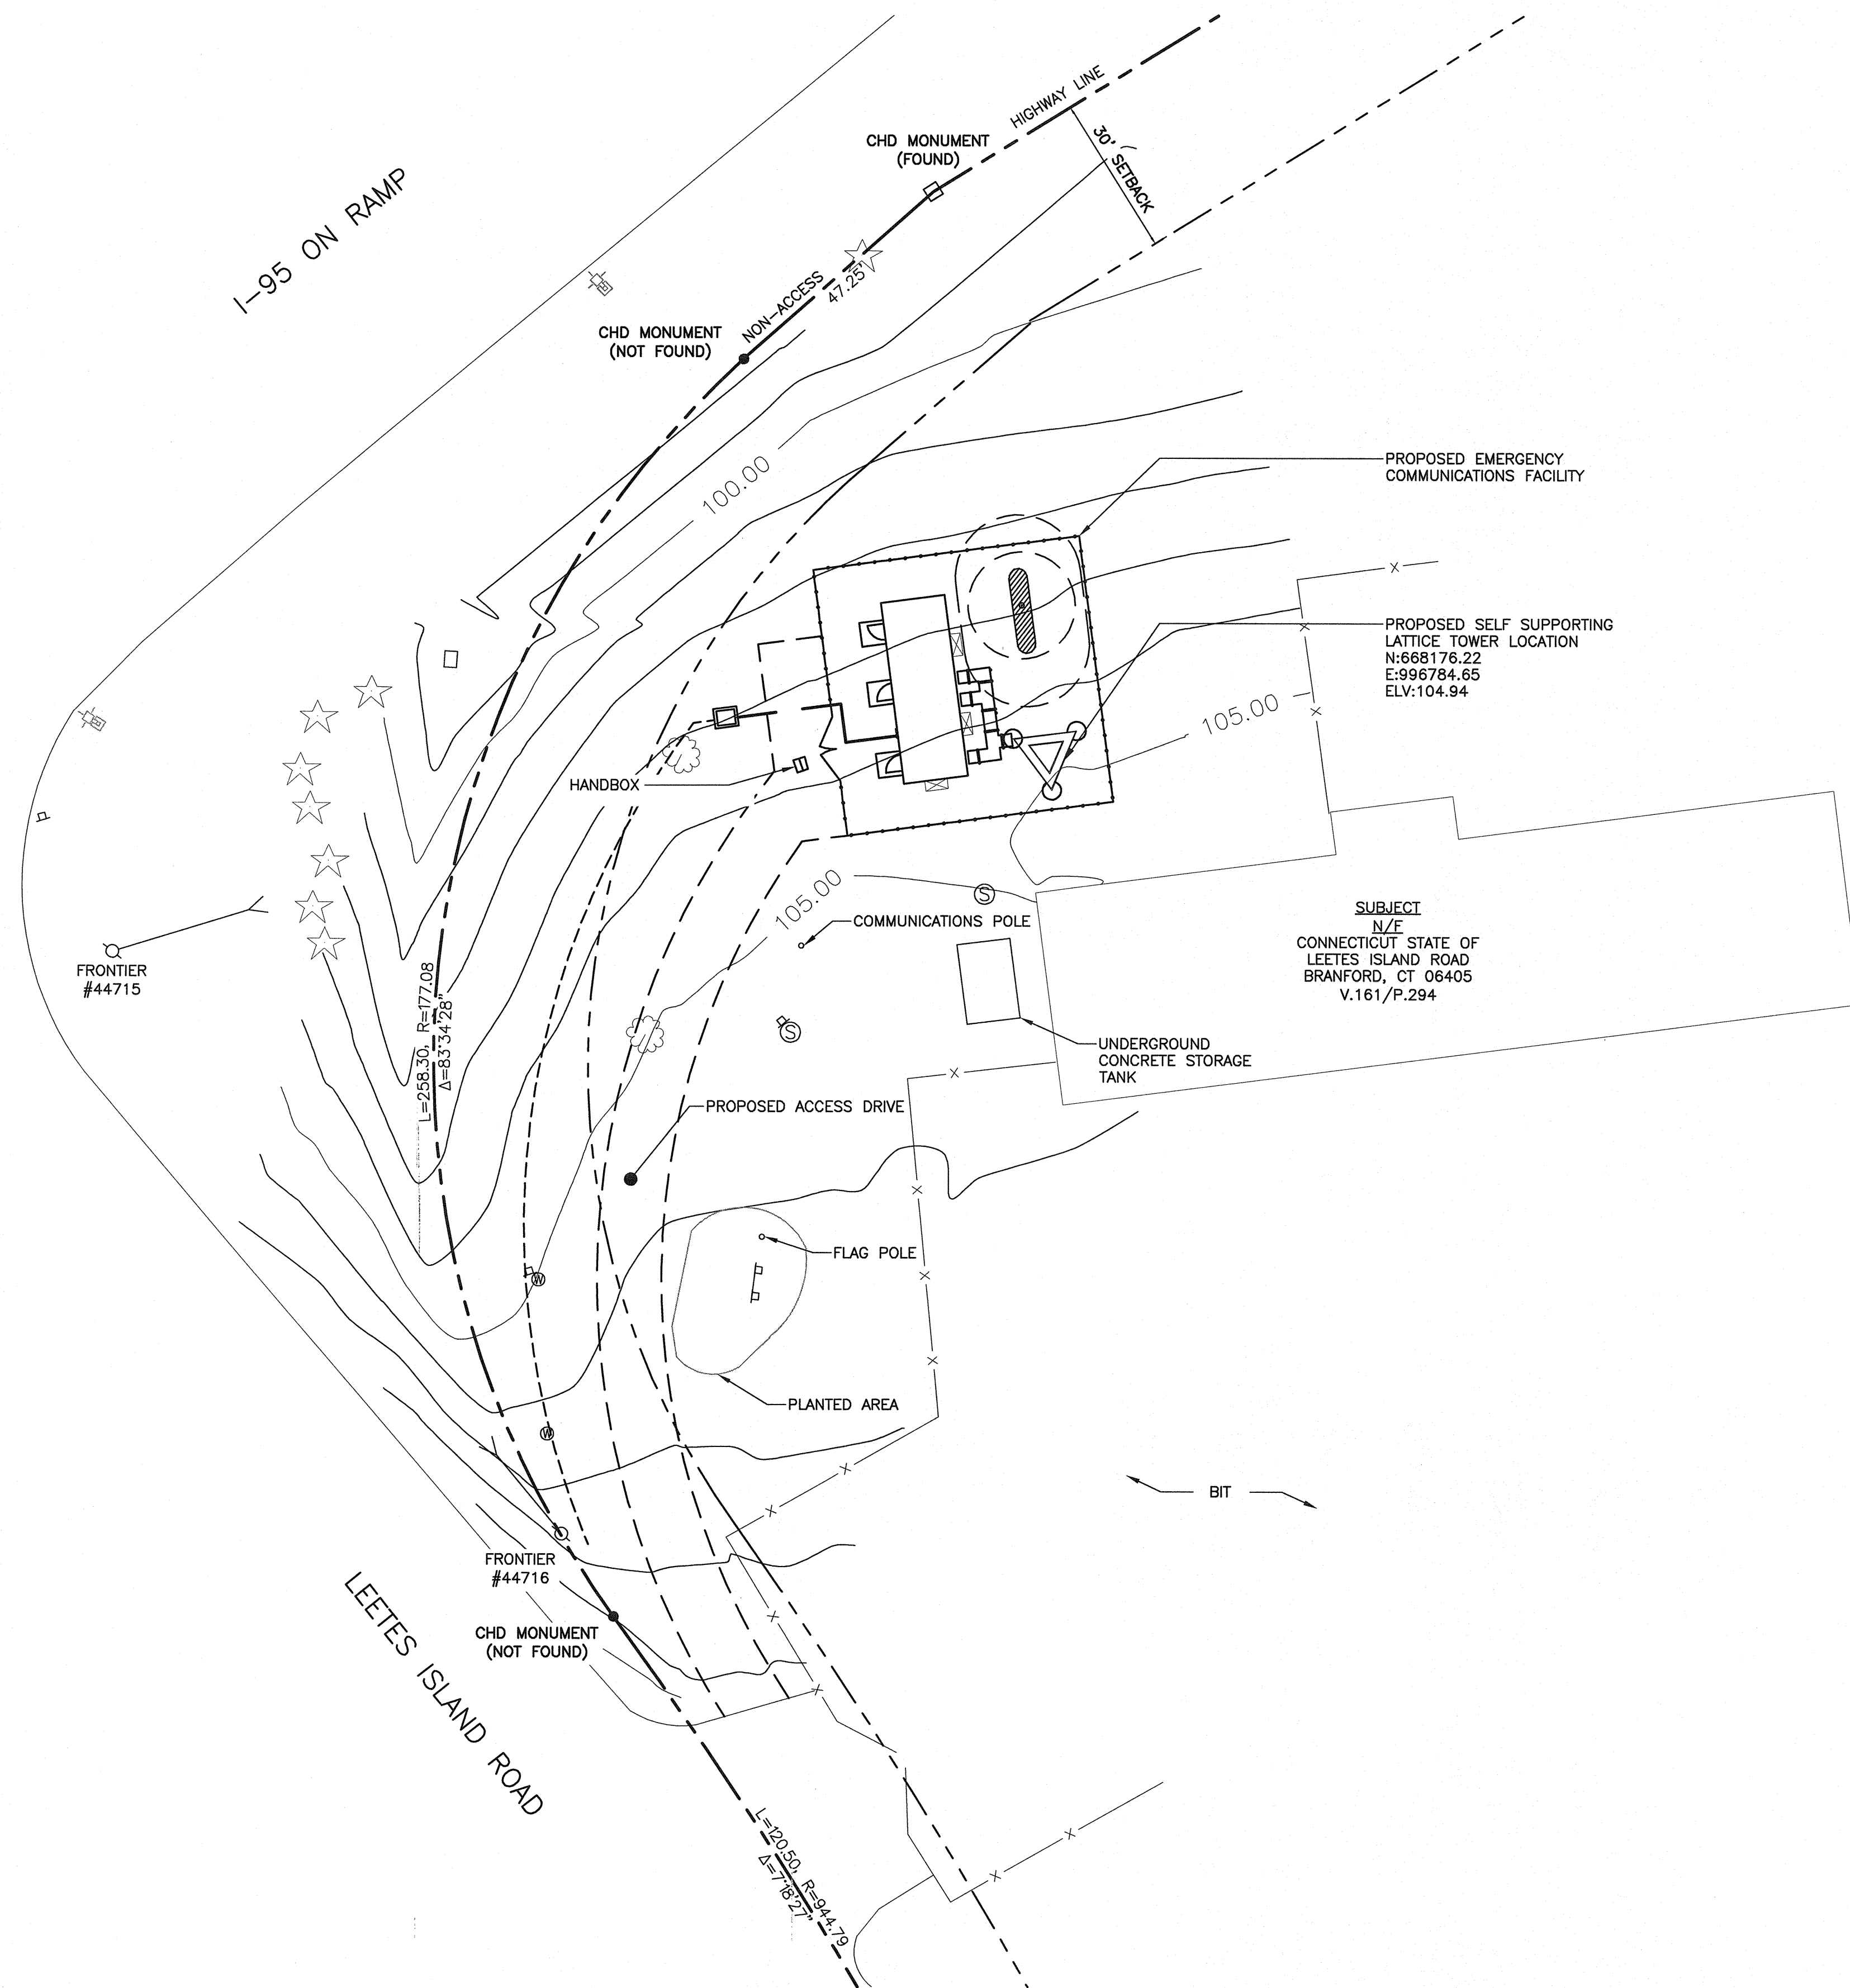 HIGHWAY LINE
CHD MONUMENT
(FOUND)
30' SETBACK
I-95 ON RAMP
NON-ACCESS
47.25'
CHD MONUMENT
(NOT FOUND)
100.00
PROPOSED EMERGENCY
COMMUNICATIONS FACILITY
PROPOSED SELF SUPPORTING
LATTICE TOWER LOCATION
N:668176.22
E:996784.65
ELV:104.94
105.00
HANDBOX
105.00
S
COMMUNICATIONS POLE
SUBJECT
N/F
CONNECTICUT STATE OF
LEETES ISLAND ROAD
BRANFORD, CT 06405
V.161/P.294
FRONTIER
#44715
L=258.30, R=177.08
Δ=83°34'28"
S
UNDERGROUND
CONCRETE STORAGE
TANK
PROPOSED ACCESS DRIVE
FLAG POLE
W
PLANTED AREA
W
BIT
FRONTIER
#44716
CHD MONUMENT
(NOT FOUND)
LEETES ISLAND ROAD
L=120.50, R=944.79
Δ=7°18'27"